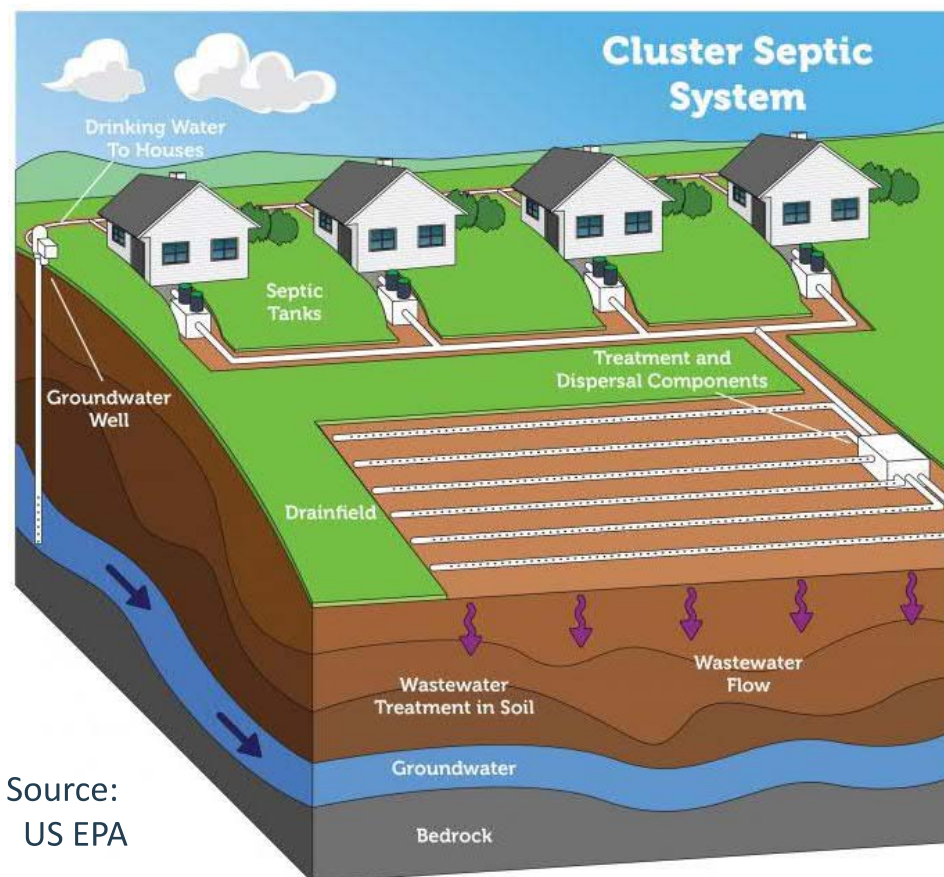 Cluster Septic
System
Drinking Water
To Houses
Septic
Tanks
Treatment and
Dispersal Components
Groundwater
Well
Drainfield
Wastewater
Flow
Wastewater
Treatment in Soil
Groundwater
Bedrock
Source:
US EPA